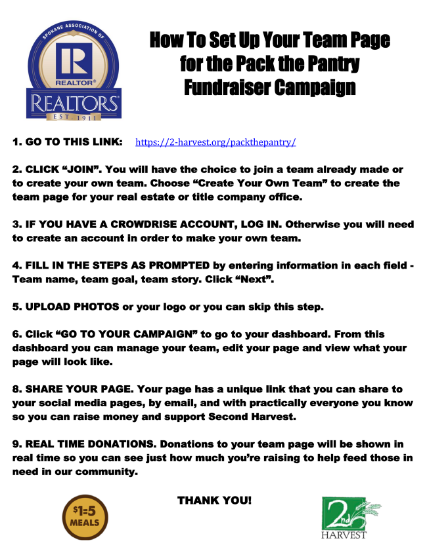 SPOKANE ASSOCIATION OF
R
REALTOR®
REALTORS®
EST 1911
How To Set Up Your Team Page
for the Pack the Pantry
Fundraiser Campaign
1. GO TO THIS LINK: https://2-harvest.org/packthepantry/
2. CLICK “JOIN”. You will have the choice to join a team already made or
to create your own team. Choose “Create Your Own Team” to create the
team page for your real estate or title company office.
3. IF YOU HAVE A CROWDRISE ACCOUNT, LOG IN. Otherwise you will need
to create an account in order to make your own team.
4. FILL IN THE STEPS AS PROMPTED by entering information in each field -
Team name, team goal, team story. Click “Next”.
5. UPLOAD PHOTOS or your logo or you can skip this step.
6. Click “GO TO YOUR CAMPAIGN” to go to your dashboard. From this
dashboard you can manage your team, edit your page and view what your
page will look like.
8. SHARE YOUR PAGE. Your page has a unique link that you can share to
your social media pages, by email, and with practically everyone you know
so you can raise money and support Second Harvest.
9. REAL TIME DONATIONS. Donations to your team page will be shown in
real time so you can see just how much you’re raising to help feed those in
need in our community.
THANK YOU!
$1=5
MEALS
2nd
HARVEST